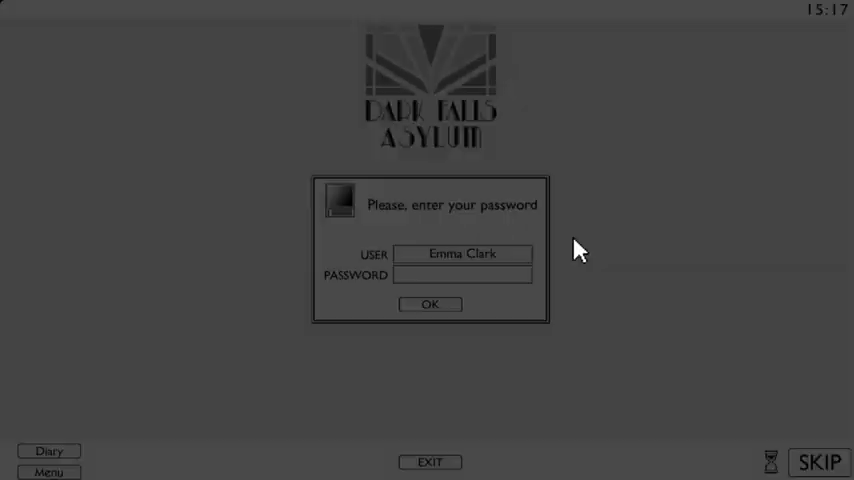 15:17
DARK FALLS
ASYLUM
Please, enter your password
USER Emma Clark
PASSWORD
OK
Diary
Menu
EXIT
SKIP